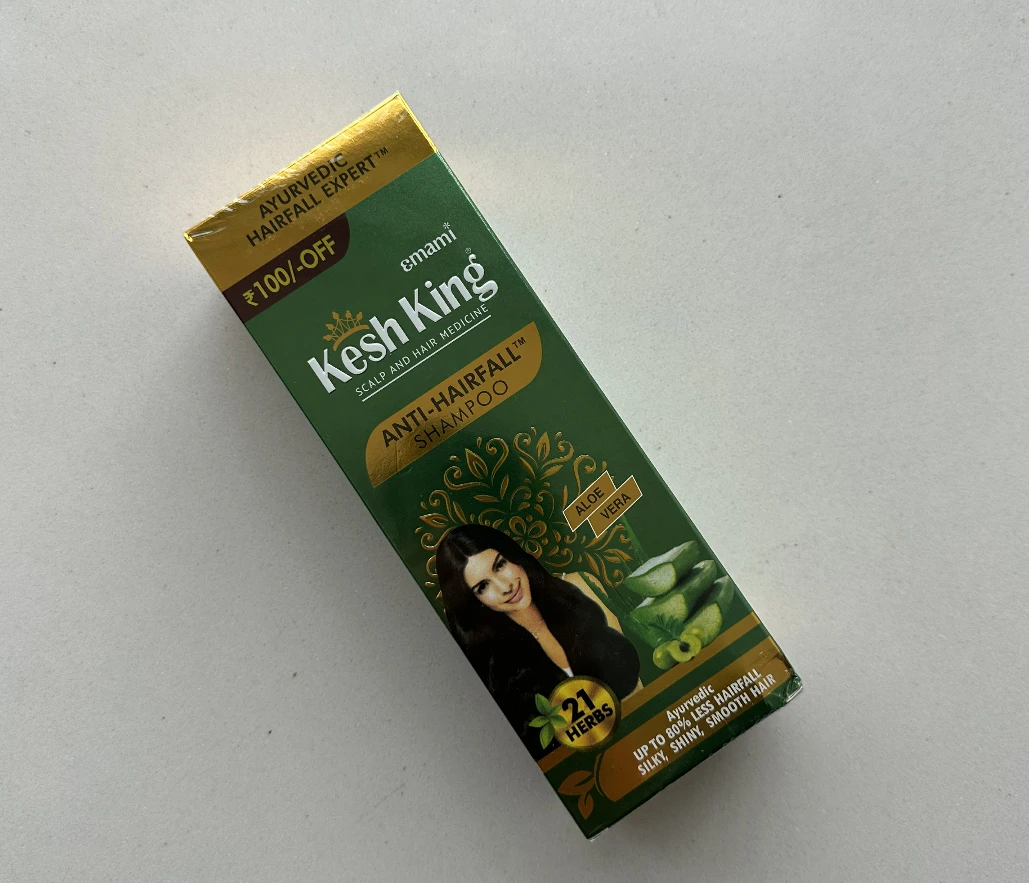 AYURVEDIC
HAIRFALL EXPERT™
₹100/-OFF
emami*
Kesh King®
SCALP AND HAIR MEDICINE
ANTI-HAIRFALL™
SHAMPOO
ALOE
VERA
21
HERBS
Ayurvedic
UP TO 80% LESS HAIRFALL
SILKY, SHINY, SMOOTH HAIR